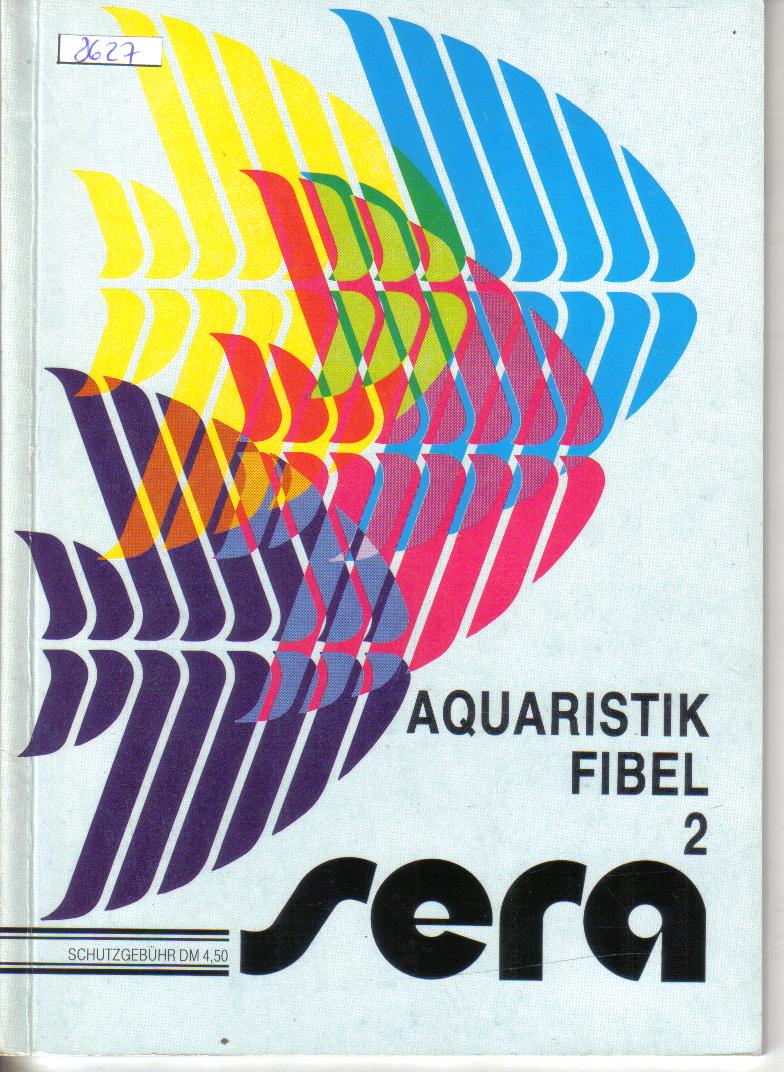 8627
AQUARISTIK
FIBEL
2
sera
SCHUTZGEBÜHR DM 4,50